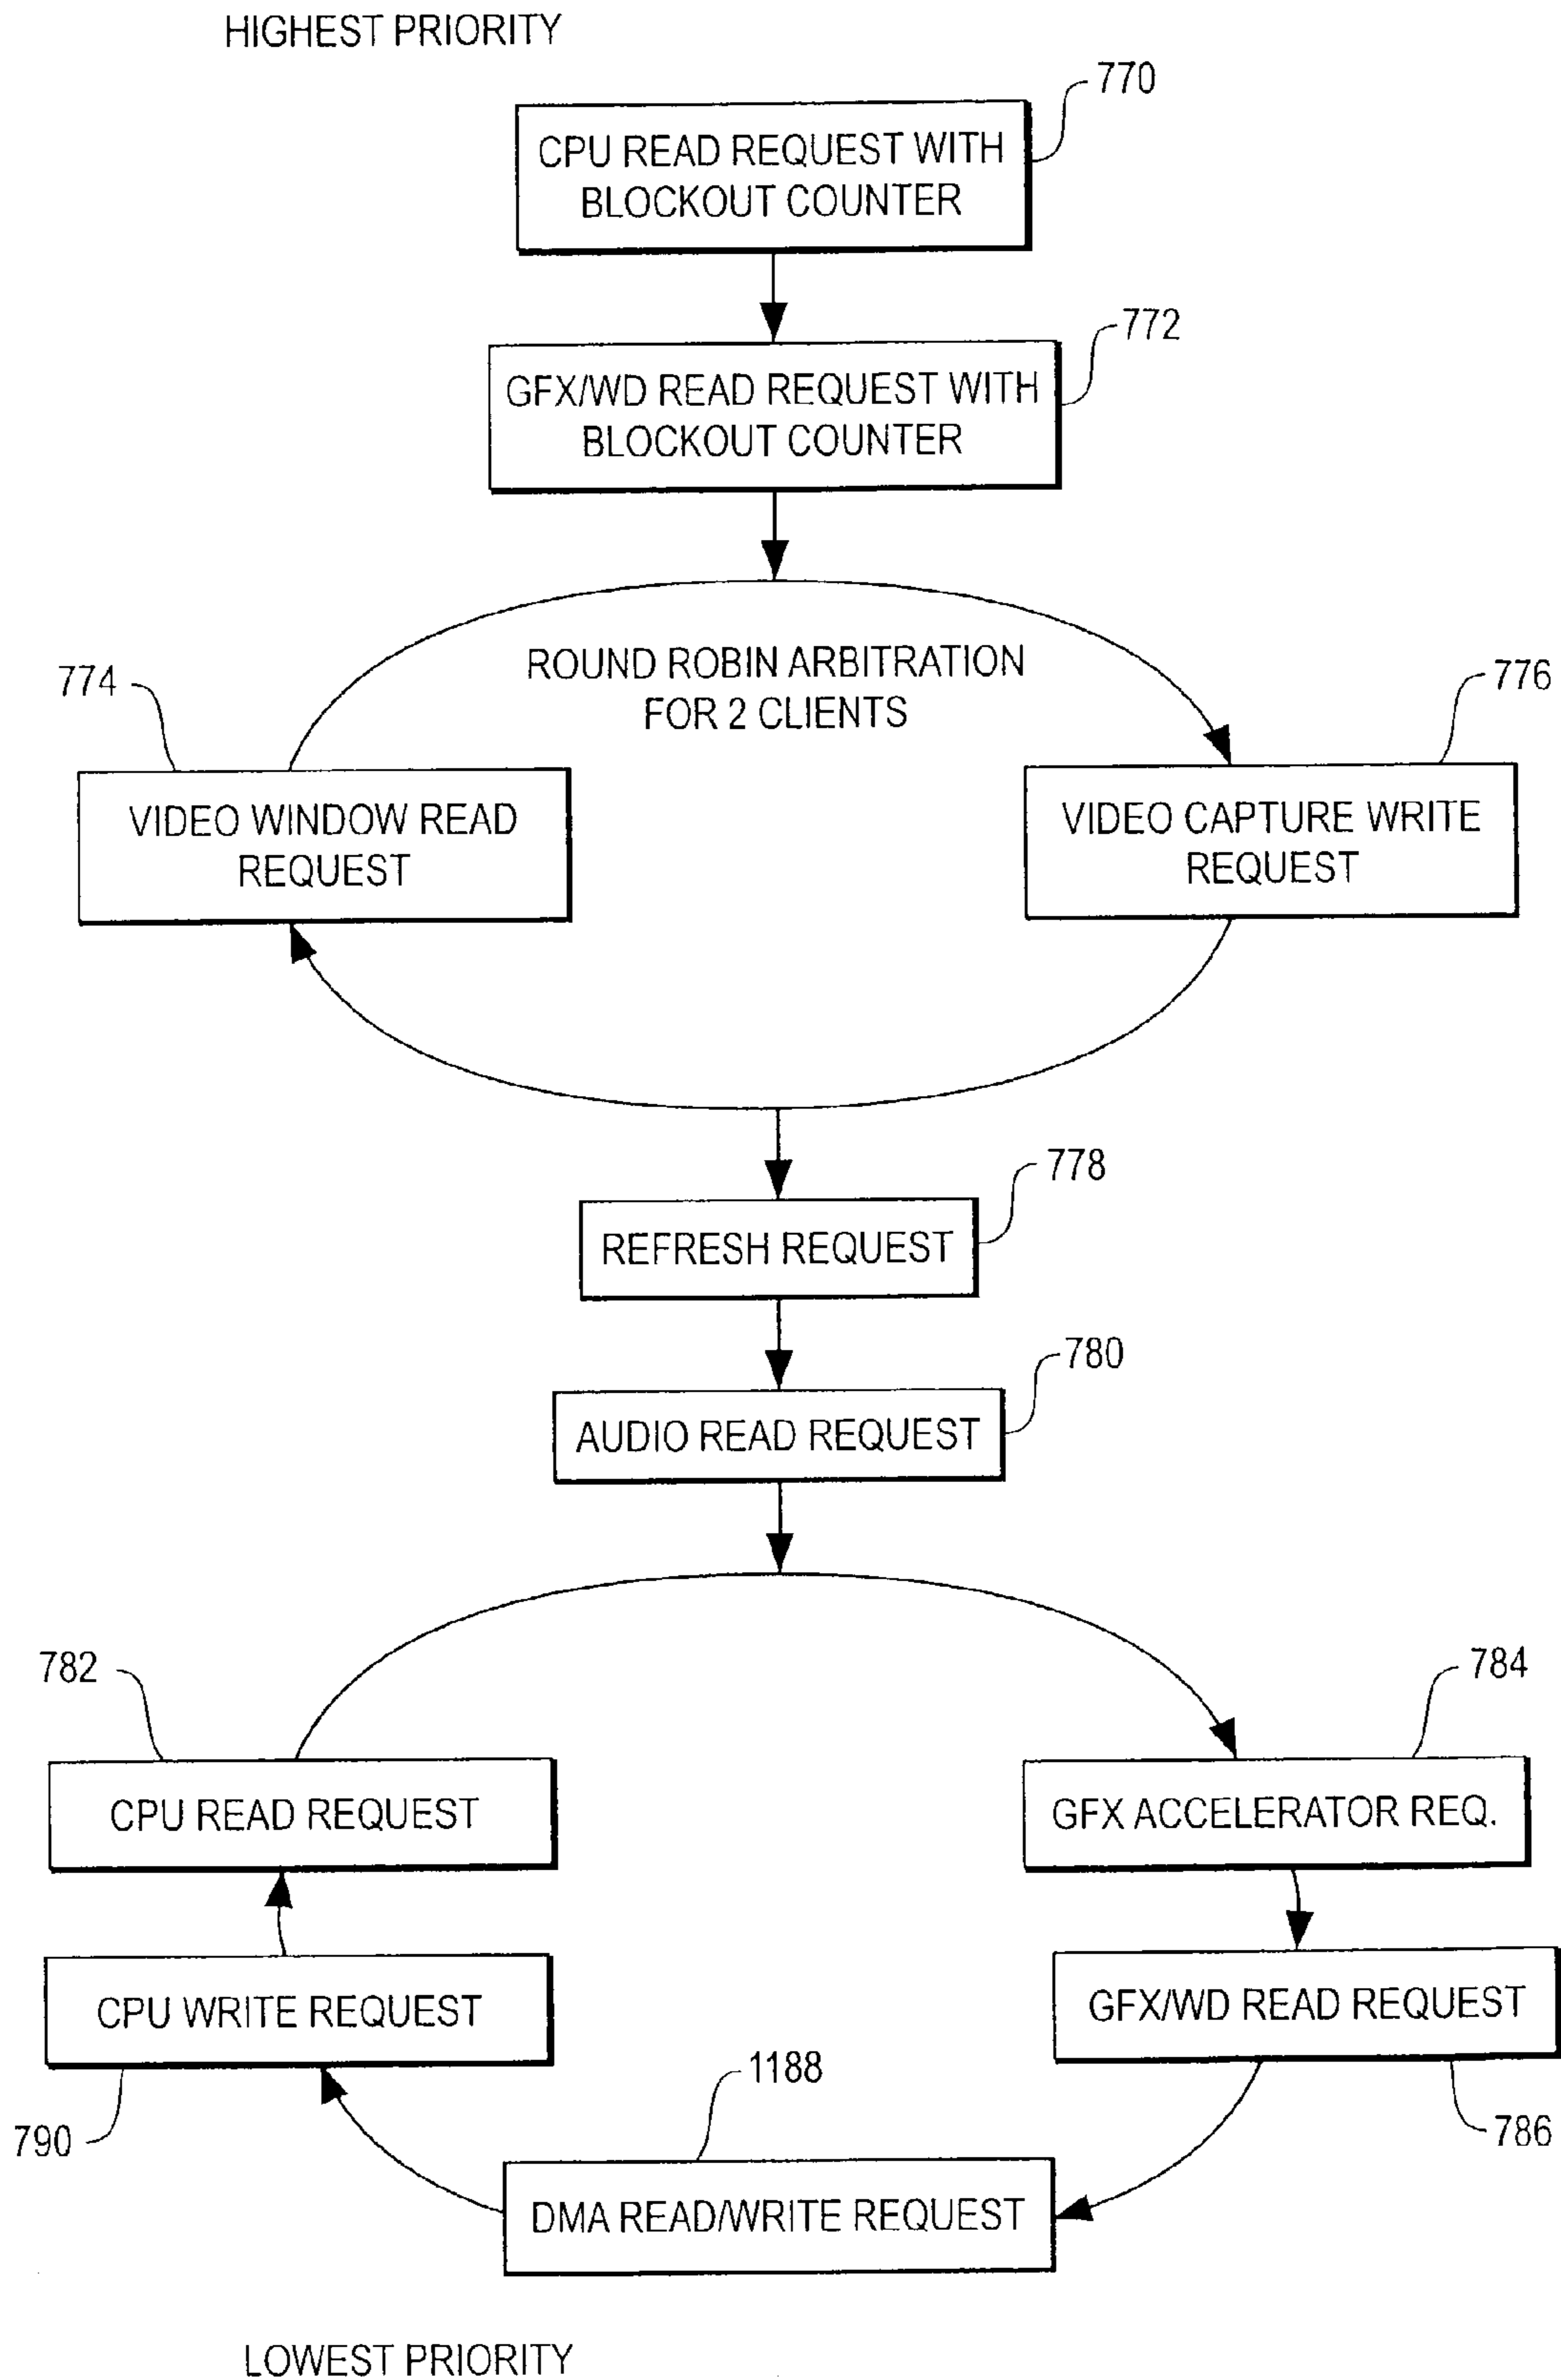 HIGHEST PRIORITY
770
CPU READ REQUEST WITH
BLOCKOUT COUNTER
772
GFX/WD READ REQUEST WITH
BLOCKOUT COUNTER
ROUND ROBIN ARBITRATION
FOR 2 CLIENTS
774
776
VIDEO WINDOW READ
REQUEST
VIDEO CAPTURE WRITE
REQUEST
778
REFRESH REQUEST
780
AUDIO READ REQUEST
782
784
CPU READ REQUEST
GFX ACCELERATOR REQ.
CPU WRITE REQUEST
GFX/WD READ REQUEST
790
1188
786
DMA READ/WRITE REQUEST
LOWEST PRIORITY